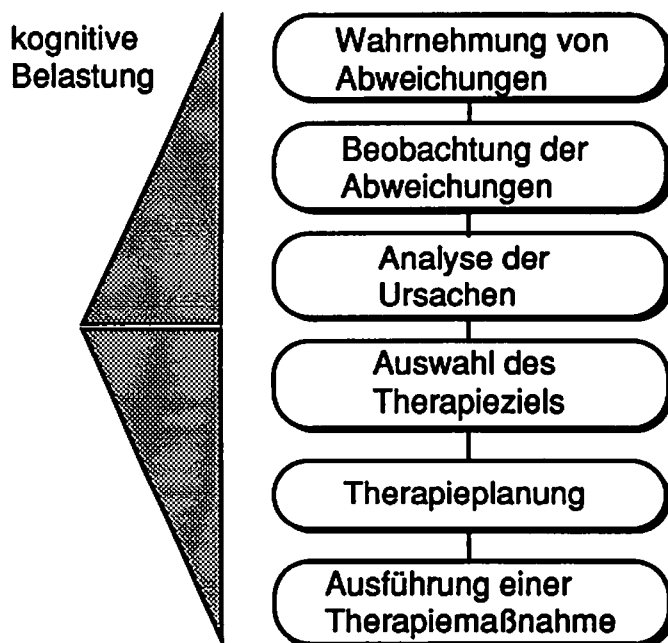 kognitive
Belastung
Wahrnehmung von
Abweichungen
Beobachtung der
Abweichungen
Analyse der
Ursachen
Auswahl des
Therapieziels
Therapieplanung
Ausführung einer
Therapiemaßnahme